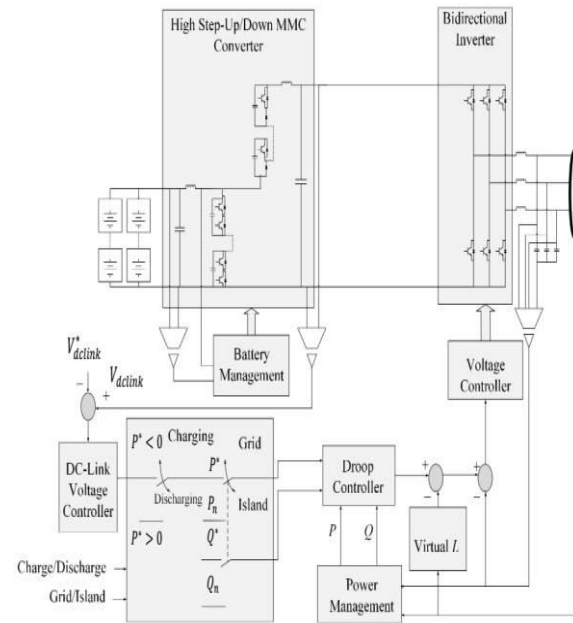 High Step-Up/Down MMC
Converter
Bidirectional
Inverter
V*dclink
Vdclink
−
+
Battery
Management
Voltage
Controller
DC-Link
Voltage
Controller
P* < 0
Charging
Grid
P*
Discharging
Island
Pn
P* > 0
Q*
Qn
Charge/Discharge
Grid/Island
Droop
Controller
+
−
+
−
P
Q
Virtual L
Power
Management